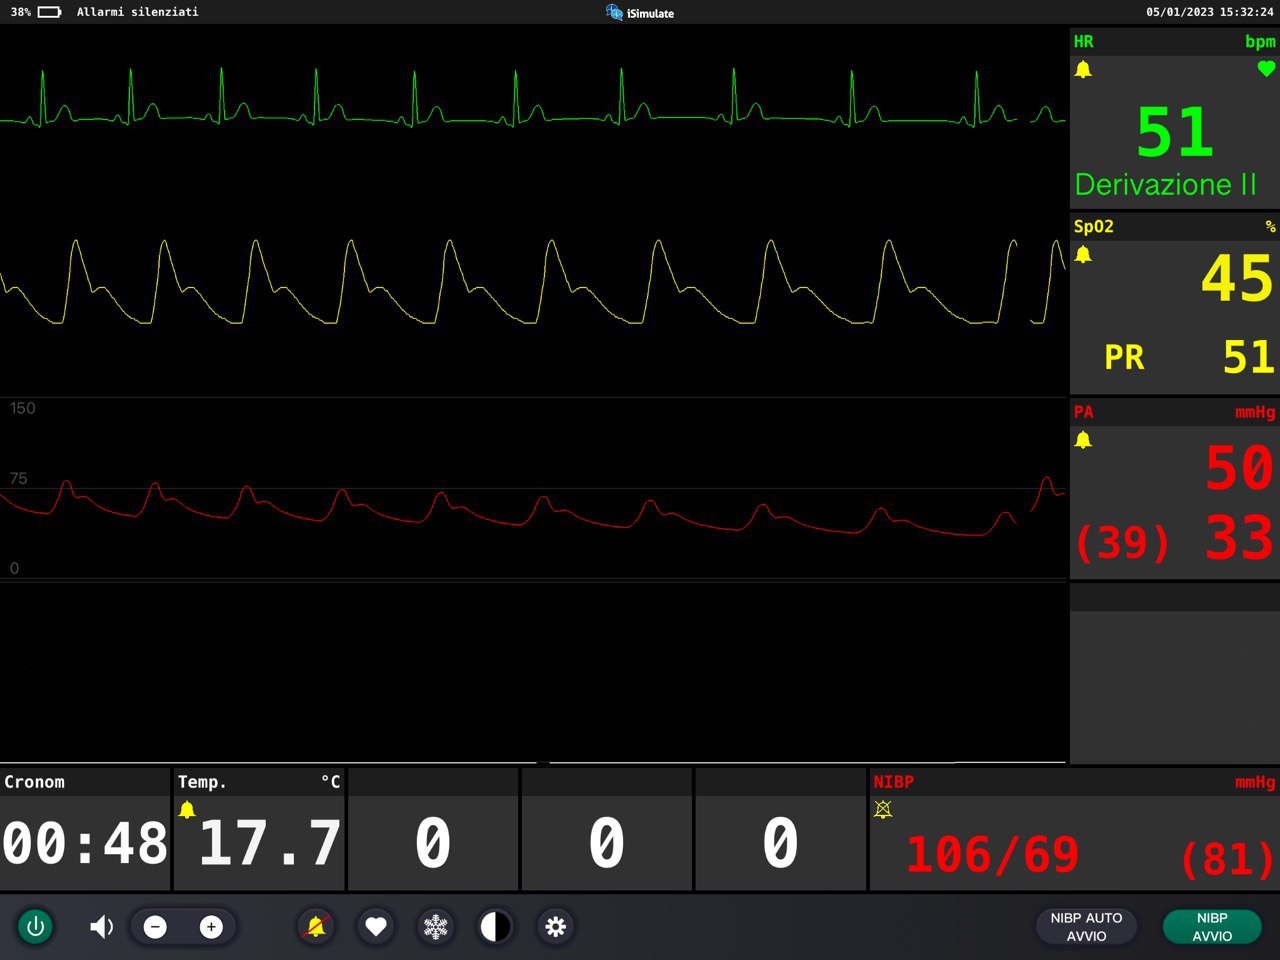 38% Allarmi silenziati
iSimulate
05/01/2023 15:32:24
HR bpm
51
Derivazione II
SpO2 %
45
PR 51
150
75
0
PA mmHg
50
(39) 33
Cronom
00:48
Temp. °C
17.7
0
0
0
NIBP mmHg
106/69 (81)
NIBP AUTO
AVVIO
NIBP
AVVIO